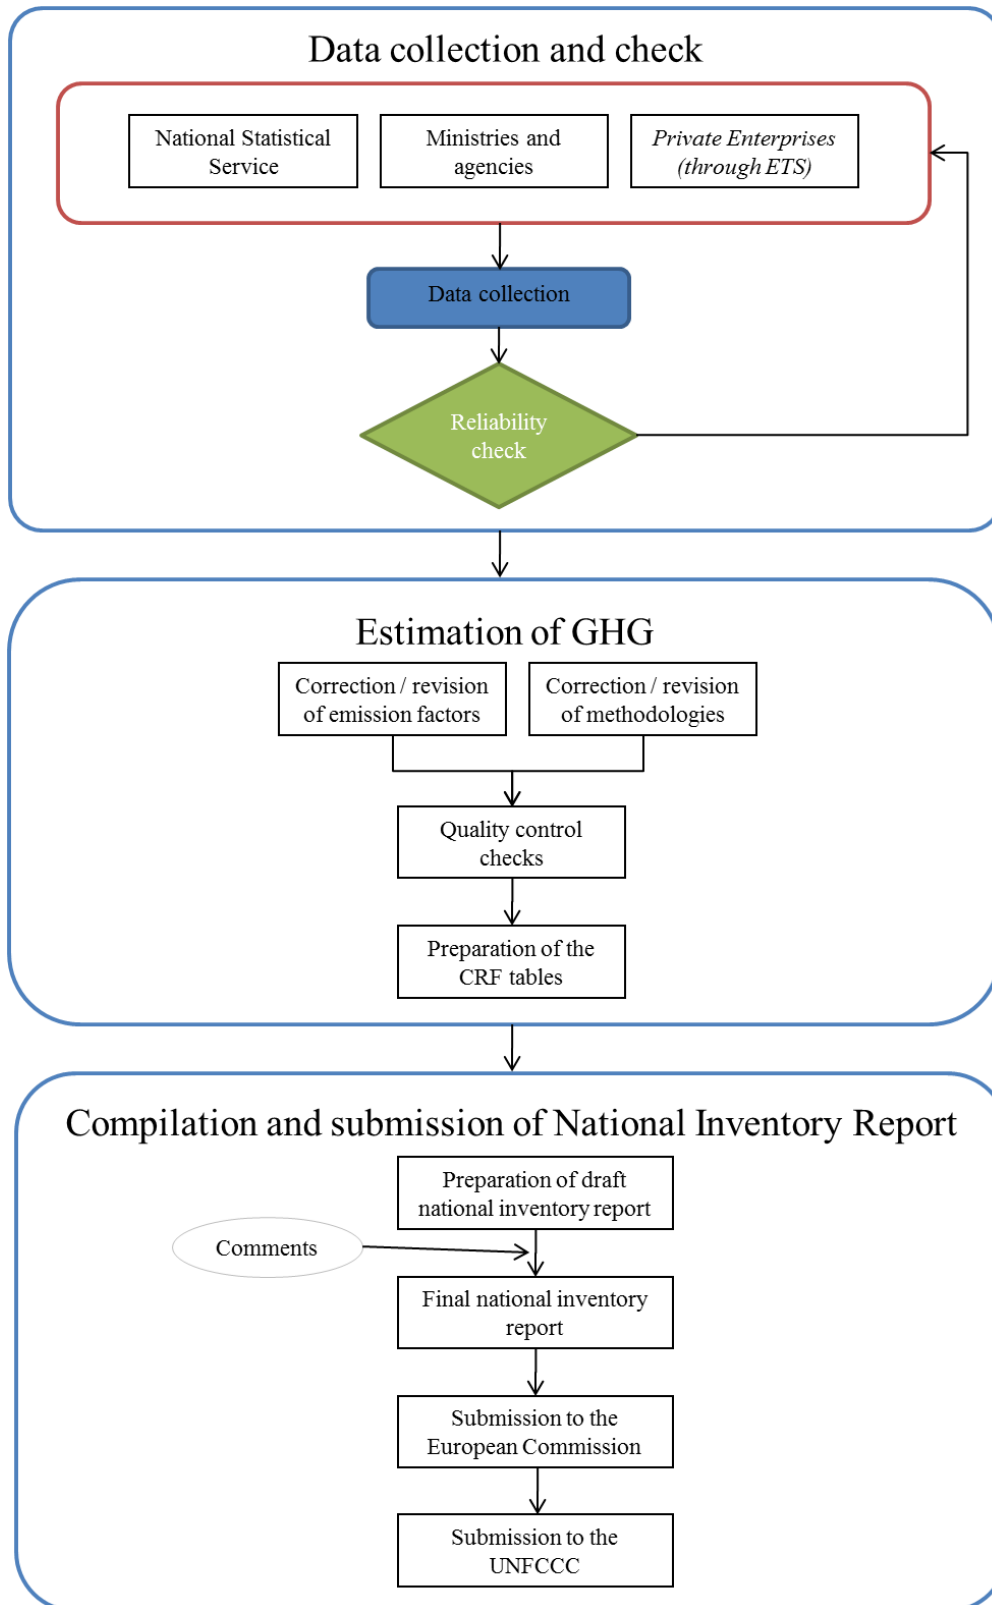 Data collection and check
National Statistical
Service
Ministries and
agencies
Private Enterprises
(through ETS)
Data collection
Reliability
check
Estimation of GHG
Correction / revision
of emission factors
Correction / revision
of methodologies
Quality control
checks
Preparation of the
CRF tables
Compilation and submission of National Inventory Report
Preparation of draft
national inventory report
Comments
Final national inventory
report
Submission to the
European Commission
Submission to the
UNFCCC